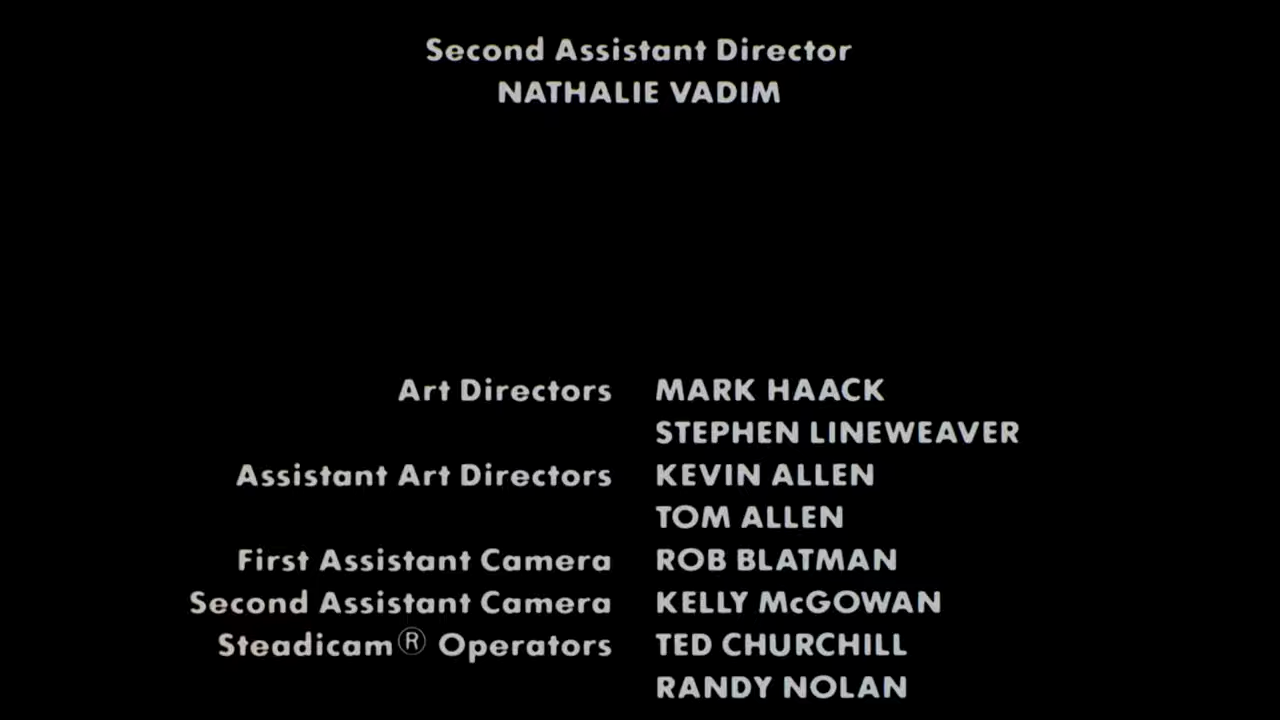 Second Assistant Director
NATHALIE VADIM
Art Directors MARK HAACK
STEPHEN LINEWEAVER
Assistant Art Directors KEVIN ALLEN
TOM ALLEN
First Assistant Camera ROB BLATMAN
Second Assistant Camera KELLY McGOWAN
Steadicam® Operators TED CHURCHILL
RANDY NOLAN